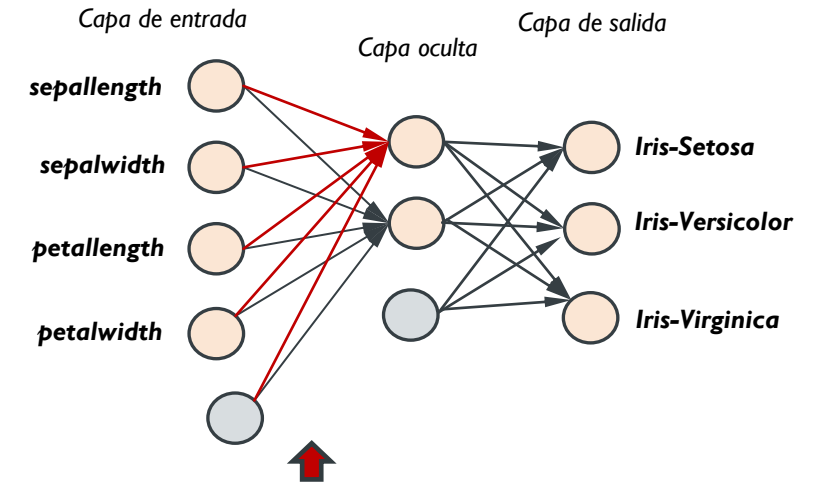 Capa de entrada
Capa oculta
Capa de salida
sepallength
sepalwidth
petallength
petalwidth
Iris-Setosa
Iris-Versicolor
Iris-Virginica